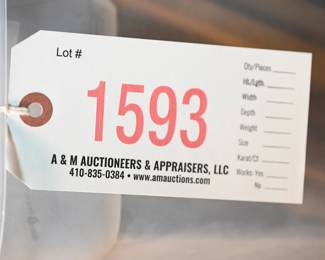 Lot #
1593
A & M AUCTIONEERS & APPRAISERS, LLC
410-835-0384 • www.amauctions.com
Qty/Pieces
Ht./Lgth.
Width
Depth
Weight
Size
Karat/Cl
Works: Yes
No